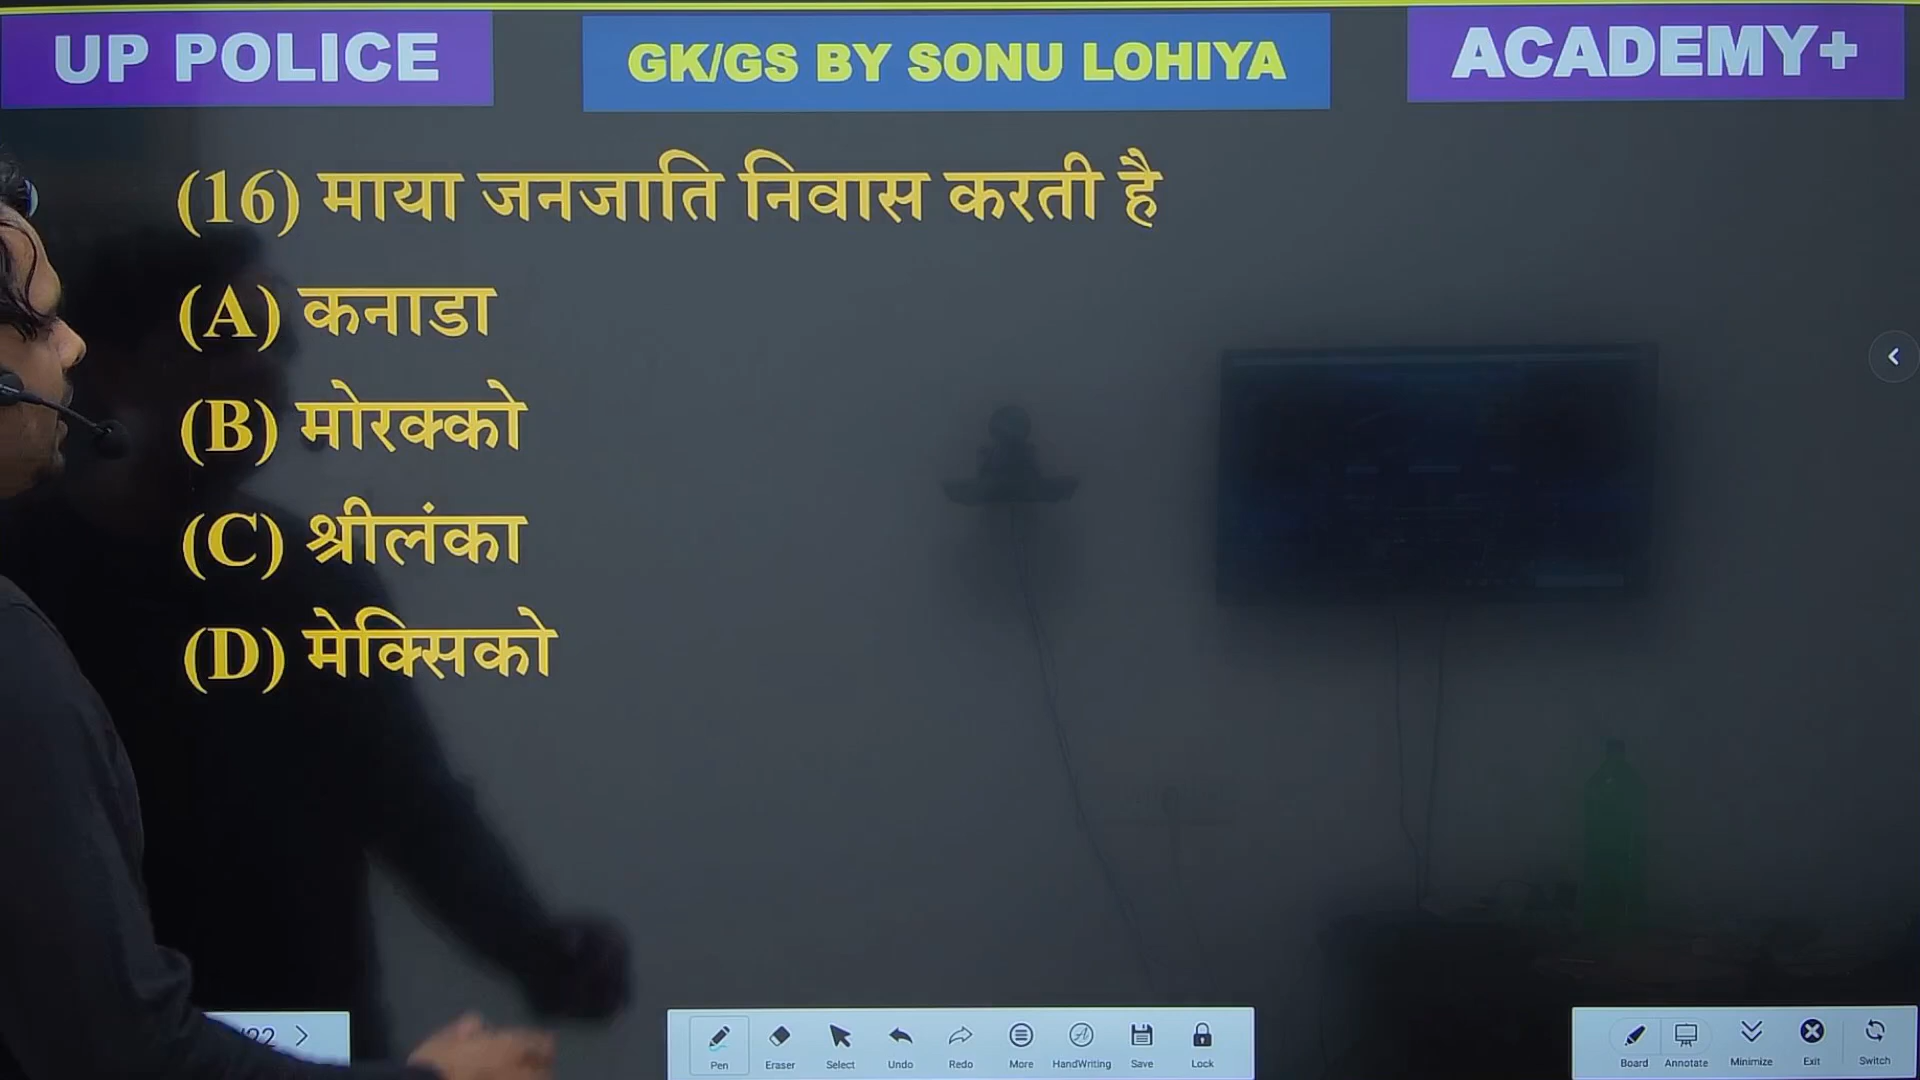 UP POLICE
GK/GS BY SONU LOHIYA
ACADEMY+
(16) माया जनजाति निवास करती है
(A) कनाडा
(B) मोरक्को
(C) श्रीलंका
(D) मेक्सिको
Pen
Eraser
Select
Undo
Redo
More
HandWriting
Save
Lock
Board
Annotate
Minimize
Exit
Switch